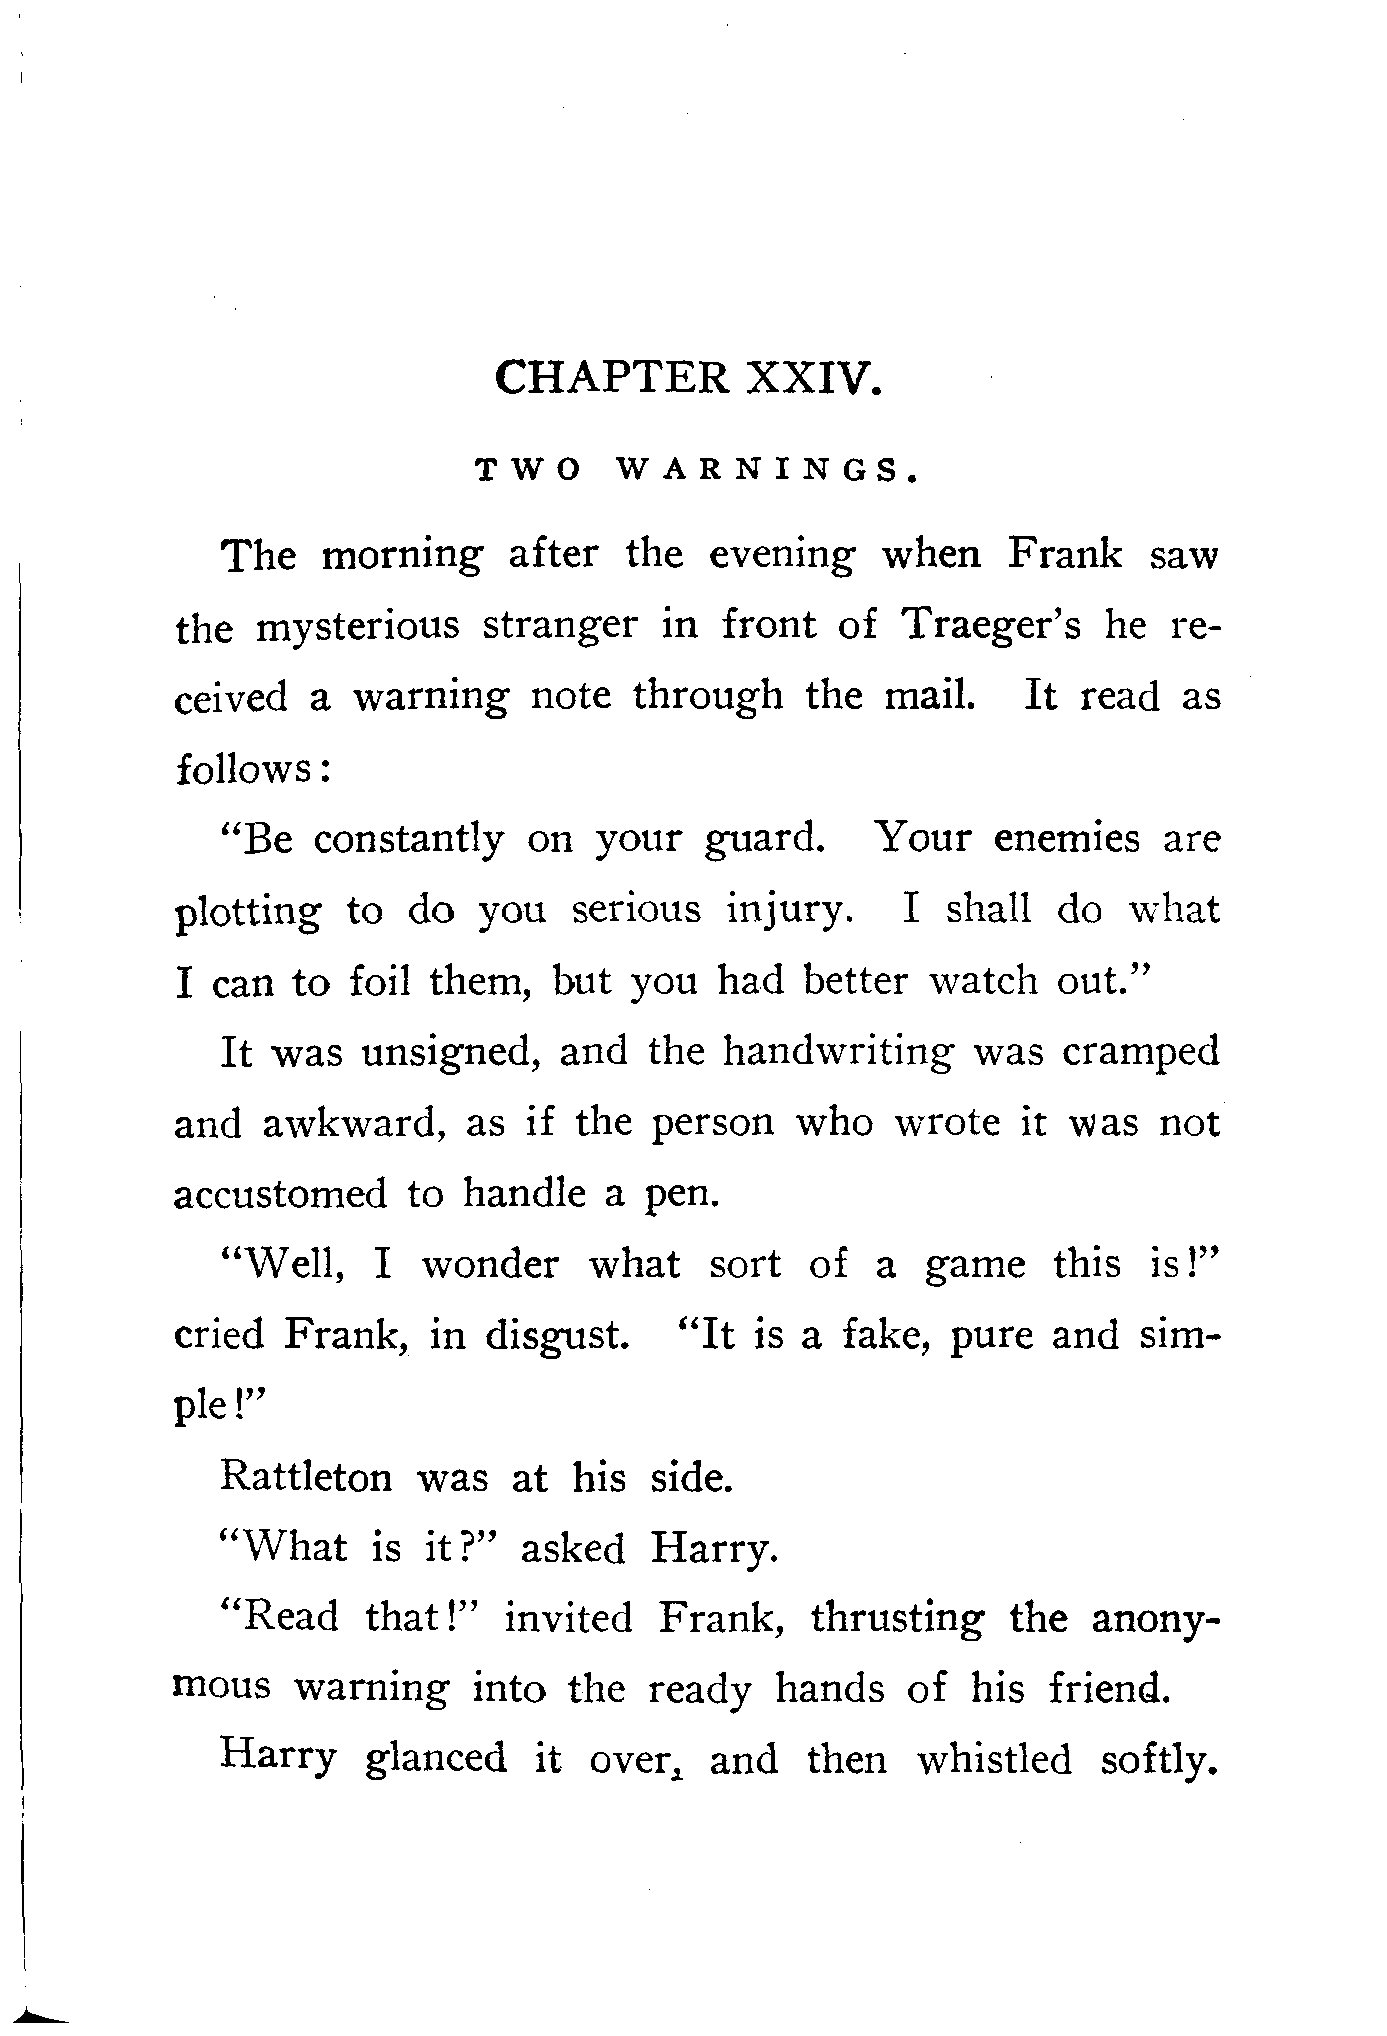 CHAPTER XXIV.
TWO WARNINGS.
The morning after the evening when Frank saw
the mysterious stranger in front of Traeger's he re-
ceived a warning note through the mail. It read as
follows:
"Be constantly on your guard. Your enemies are
plotting to do you serious injury. I shall do what
I can to foil them, but you had better watch out."
It was unsigned, and the handwriting was cramped
and awkward, as if the person who wrote it was not
accustomed to handle a pen.
"Well, I wonder what sort of a game this is!"
cried Frank, in disgust. "It is a fake, pure and sim-
ple!"
Rattleton was at his side.
"What is it?" asked Harry.
"Read that!" invited Frank, thrusting the anony-
mous warning into the ready hands of his friend.
Harry glanced it over, and then whistled softly.